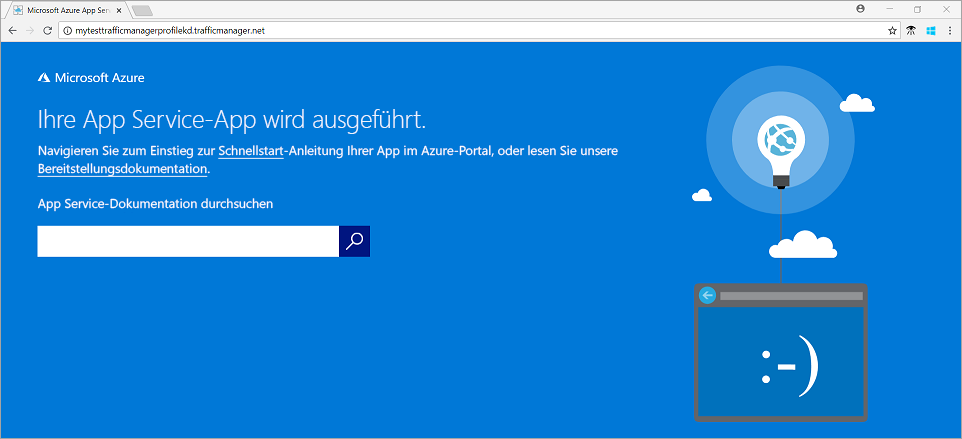 Microsoft Azure App Ser
mytesttrafficmanagerprofilekd.trafficmanager.net
Microsoft Azure
Ihre App Service-App wird ausgeführt.
Navigieren Sie zum Einstieg zur Schnellstart-Anleitung Ihrer App im Azure-Portal, oder lesen Sie unsere
Bereitstellungsdokumentation.
App Service-Dokumentation durchsuchen
:-)